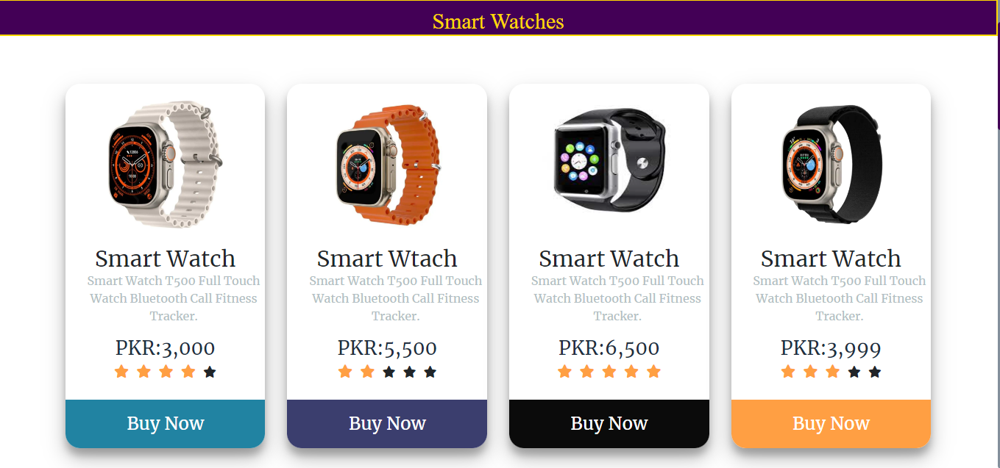 Smart Watches
Smart Watch
Smart Watch T500 Full Touch
Watch Bluetooth Call Fitness
Tracker.
PKR:3,000
Buy Now
Smart Wtach
Smart Watch T500 Full Touch
Watch Bluetooth Call Fitness
Tracker.
PKR:5,500
Buy Now
Smart Watch
Smart Watch T500 Full Touch
Watch Bluetooth Call Fitness
Tracker.
PKR:6,500
Buy Now
Smart Watch
Smart Watch T500 Full Touch
Watch Bluetooth Call Fitness
Tracker.
PKR:3,999
Buy Now